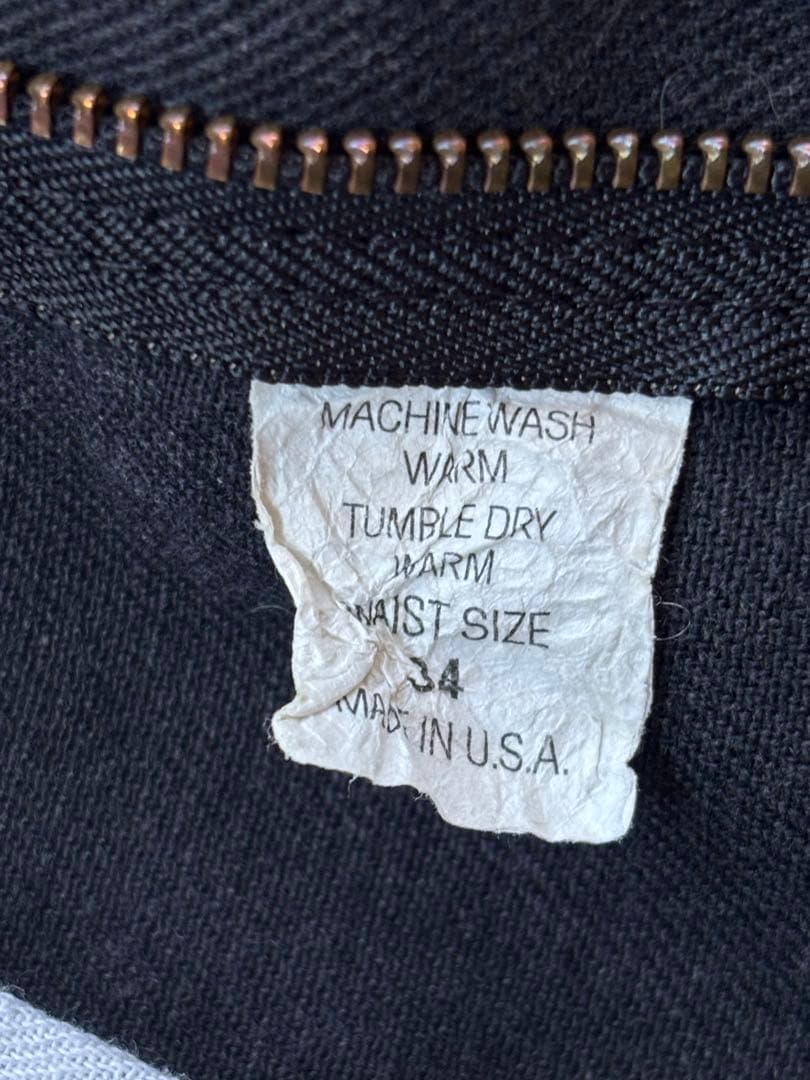 MACHINE WASH
WARM
TUMBLE DRY
WARM
WAIST SIZE
34
MADE IN U.S.A.